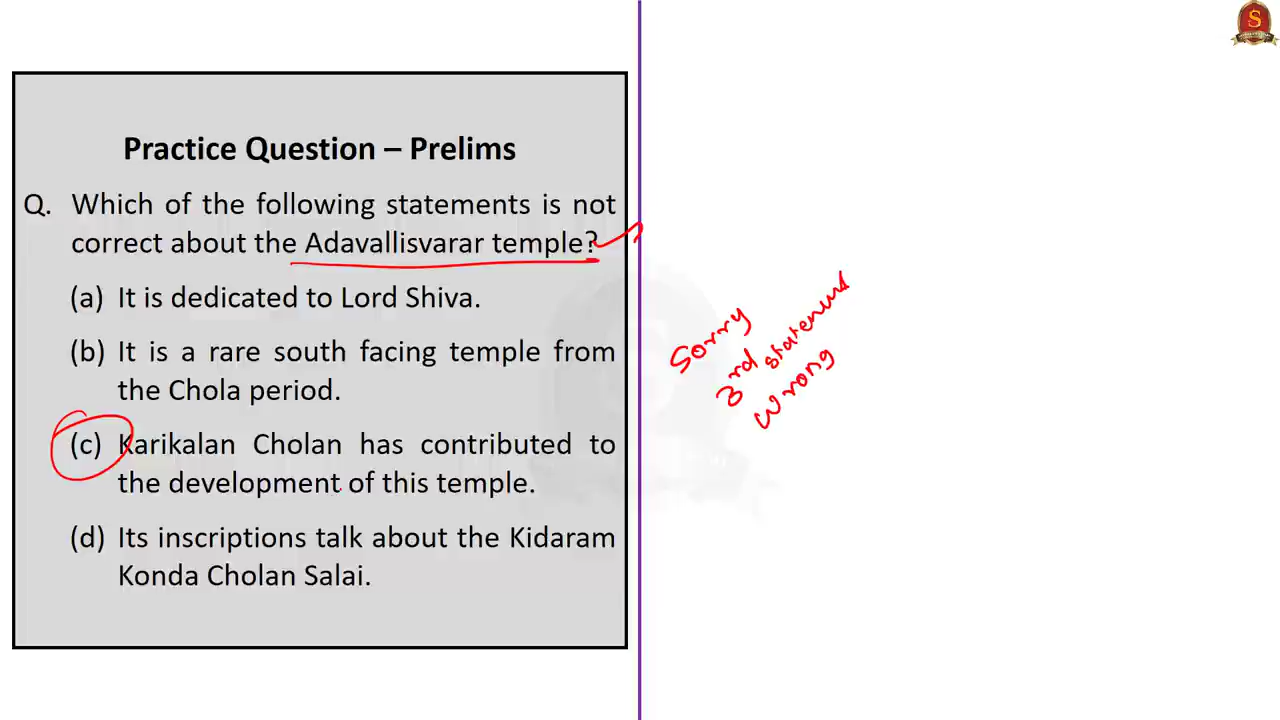 Practice Question – Prelims
Q. Which of the following statements is not
correct about the Adavallisvarar temple?
(a) It is dedicated to Lord Shiva.
(b) It is a rare south facing temple from
the Chola period.
(c) Karikalan Cholan has contributed to
the development of this temple.
(d) Its inscriptions talk about the Kidaram
Konda Cholan Salai.
Sorry
3rd statement
wrong
S